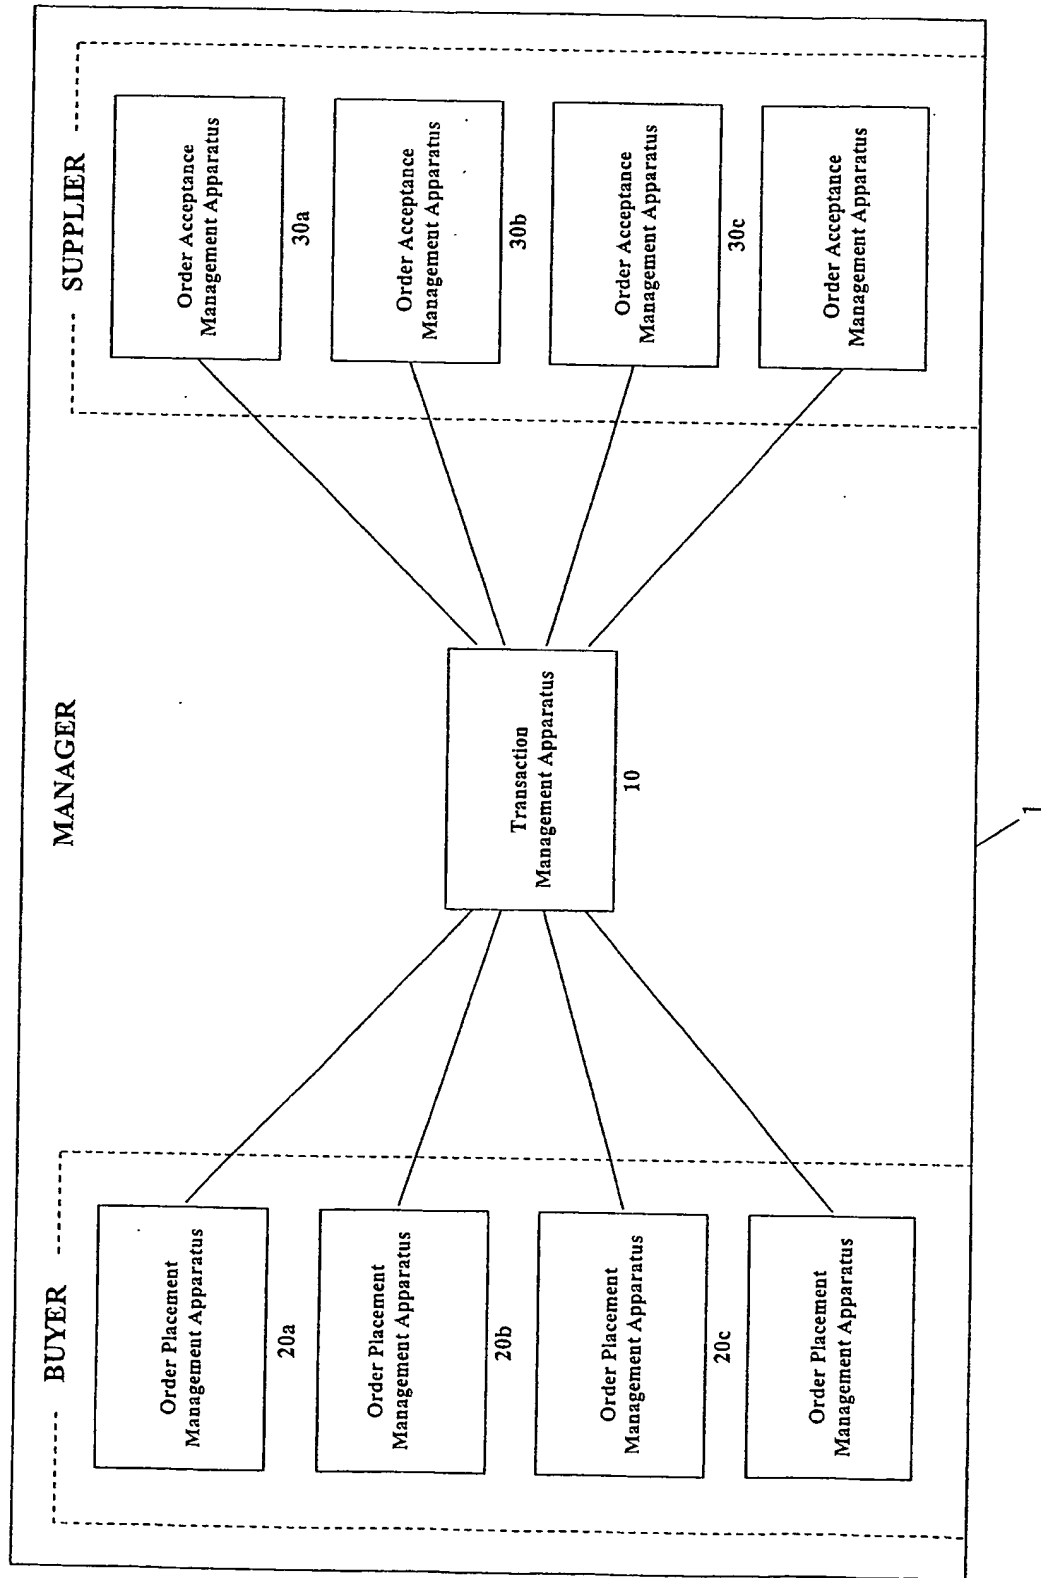 BUYER
MANAGER
SUPPLIER
Order Placement
Management Apparatus
20a
Order Placement
Management Apparatus
20b
Order Placement
Management Apparatus
20c
Order Placement
Management Apparatus
Transaction
Management Apparatus
10
Order Acceptance
Management Apparatus
30a
Order Acceptance
Management Apparatus
30b
Order Acceptance
Management Apparatus
30c
Order Acceptance
Management Apparatus
1